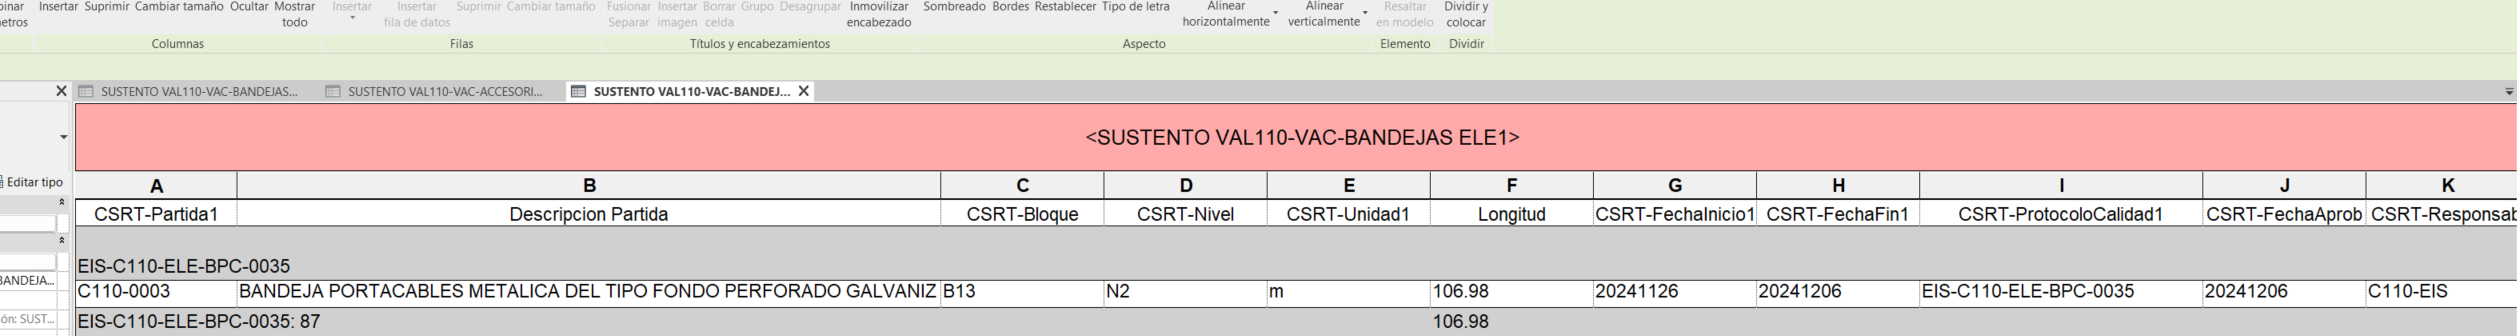 binar Insertar Suprimir Cambiar tamaño Ocultar Mostrar Insertar Insertar Suprimir Cambiar tamaño Fusionar Insertar Borrar Grupo Desagrupar Inmovilizar Sombreado Bordes Restablecer Tipo de letra Alinear Alinear Resaltar Dividir y
etros todo fila de datos Separar imagen celda encabezado horizontalmente verticalmente en modelo colocar
Columnas Filas Títulos y encabezamientos Aspecto Elemento Dividir
SUSTENTO VAL110-VAC-BANDEJAS... SUSTENTO VAL110-VAC-ACCESORI... SUSTENTO VAL110-VAC-BANDEJ...
<SUSTENTO VAL110-VAC-BANDEJAS ELE1>
Editar tipo
A B C D E F G H I J K
CSRT-Partida1 Descripcion Partida CSRT-Bloque CSRT-Nivel CSRT-Unidad1 Longitud CSRT-FechaInicio1 CSRT-FechaFin1 CSRT-ProtocoloCalidad1 CSRT-FechaAprob CSRT-Responsab
EIS-C110-ELE-BPC-0035
BANDEJA...
C110-0003 BANDEJA PORTACABLES METALICA DEL TIPO FONDO PERFORADO GALVANIZ B13 N2 m 106.98 20241126 20241206 EIS-C110-ELE-BPC-0035 20241206 C110-EIS
ón: SUST...
EIS-C110-ELE-BPC-0035: 87 106.98